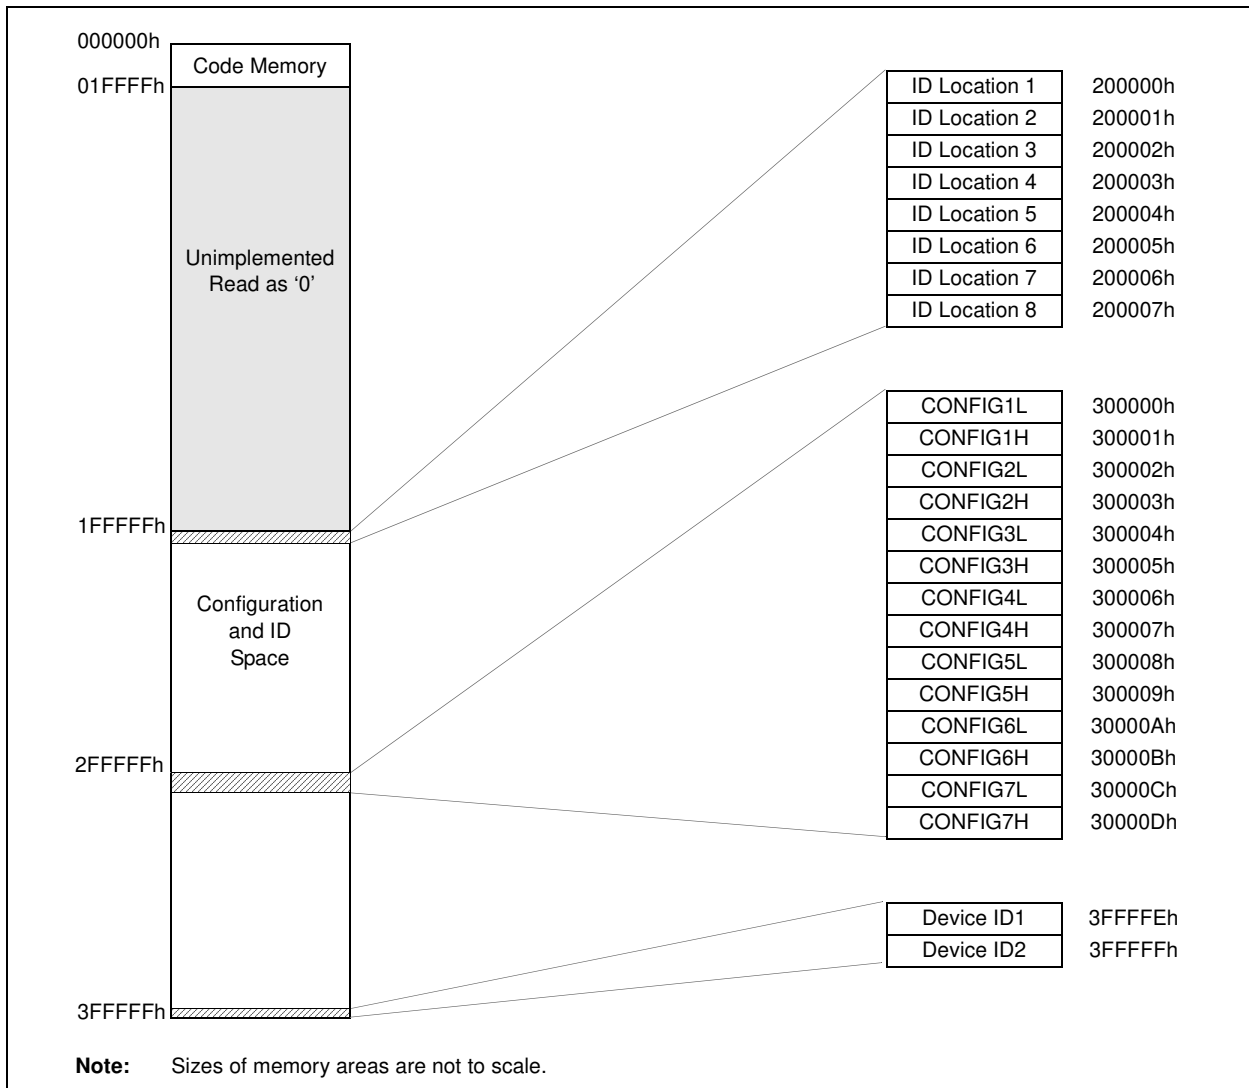 000000h
Code Memory
01FFFFh
Unimplemented
Read as ‘0’
1FFFFFh
Configuration
and ID
Space
2FFFFFh
3FFFFFh
ID Location 1 200000h
ID Location 2 200001h
ID Location 3 200002h
ID Location 4 200003h
ID Location 5 200004h
ID Location 6 200005h
ID Location 7 200006h
ID Location 8 200007h
CONFIG1L 300000h
CONFIG1H 300001h
CONFIG2L 300002h
CONFIG2H 300003h
CONFIG3L 300004h
CONFIG3H 300005h
CONFIG4L 300006h
CONFIG4H 300007h
CONFIG5L 300008h
CONFIG5H 300009h
CONFIG6L 30000Ah
CONFIG6H 30000Bh
CONFIG7L 30000Ch
CONFIG7H 30000Dh
Device ID1 3FFFFEh
Device ID2 3FFFFFh
Note: Sizes of memory areas are not to scale.